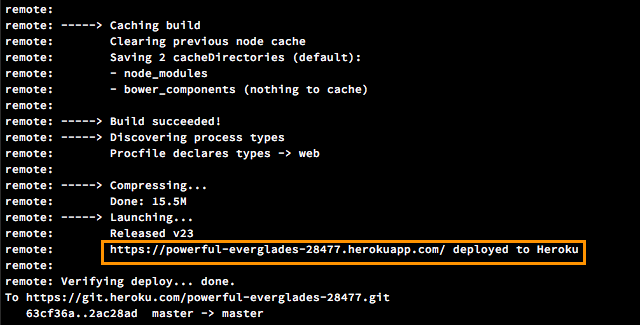 remote:
remote: -----> Caching build
remote:        Clearing previous node cache
remote:        Saving 2 cacheDirectories (default):
remote:        - node_modules
remote:        - bower_components (nothing to cache)
remote:
remote: -----> Build succeeded!
remote: -----> Discovering process types
remote:        Procfile declares types -> web
remote:
remote: -----> Compressing...
remote:        Done: 15.5M
remote: -----> Launching...
remote:        Released v23
remote:        https://powerful-everglades-28477.herokuapp.com/ deployed to Heroku
remote:
remote: Verifying deploy... done.
To https://git.heroku.com/powerful-everglades-28477.git
   63cf36a..2ac28ad  master -> master